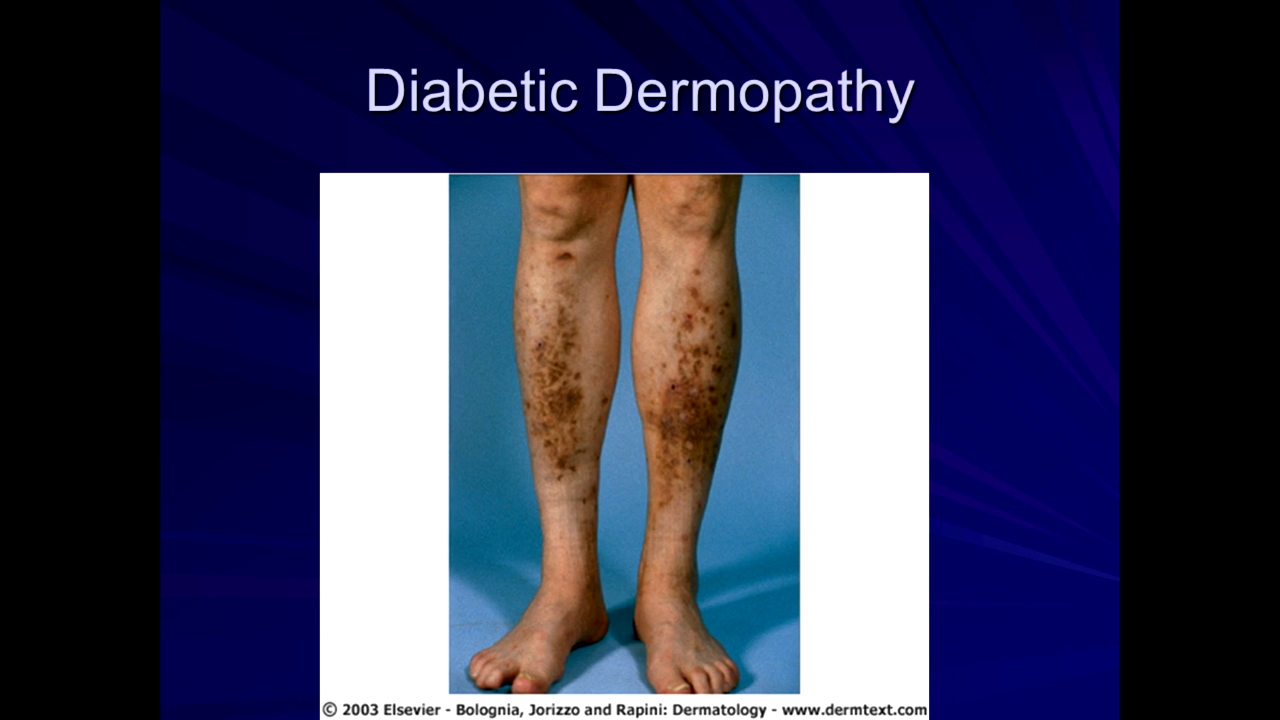 Diabetic Dermopathy
© 2003 Elsevier - Bolognia, Jorizzo and Rapini: Dermatology - www.dermtext.com